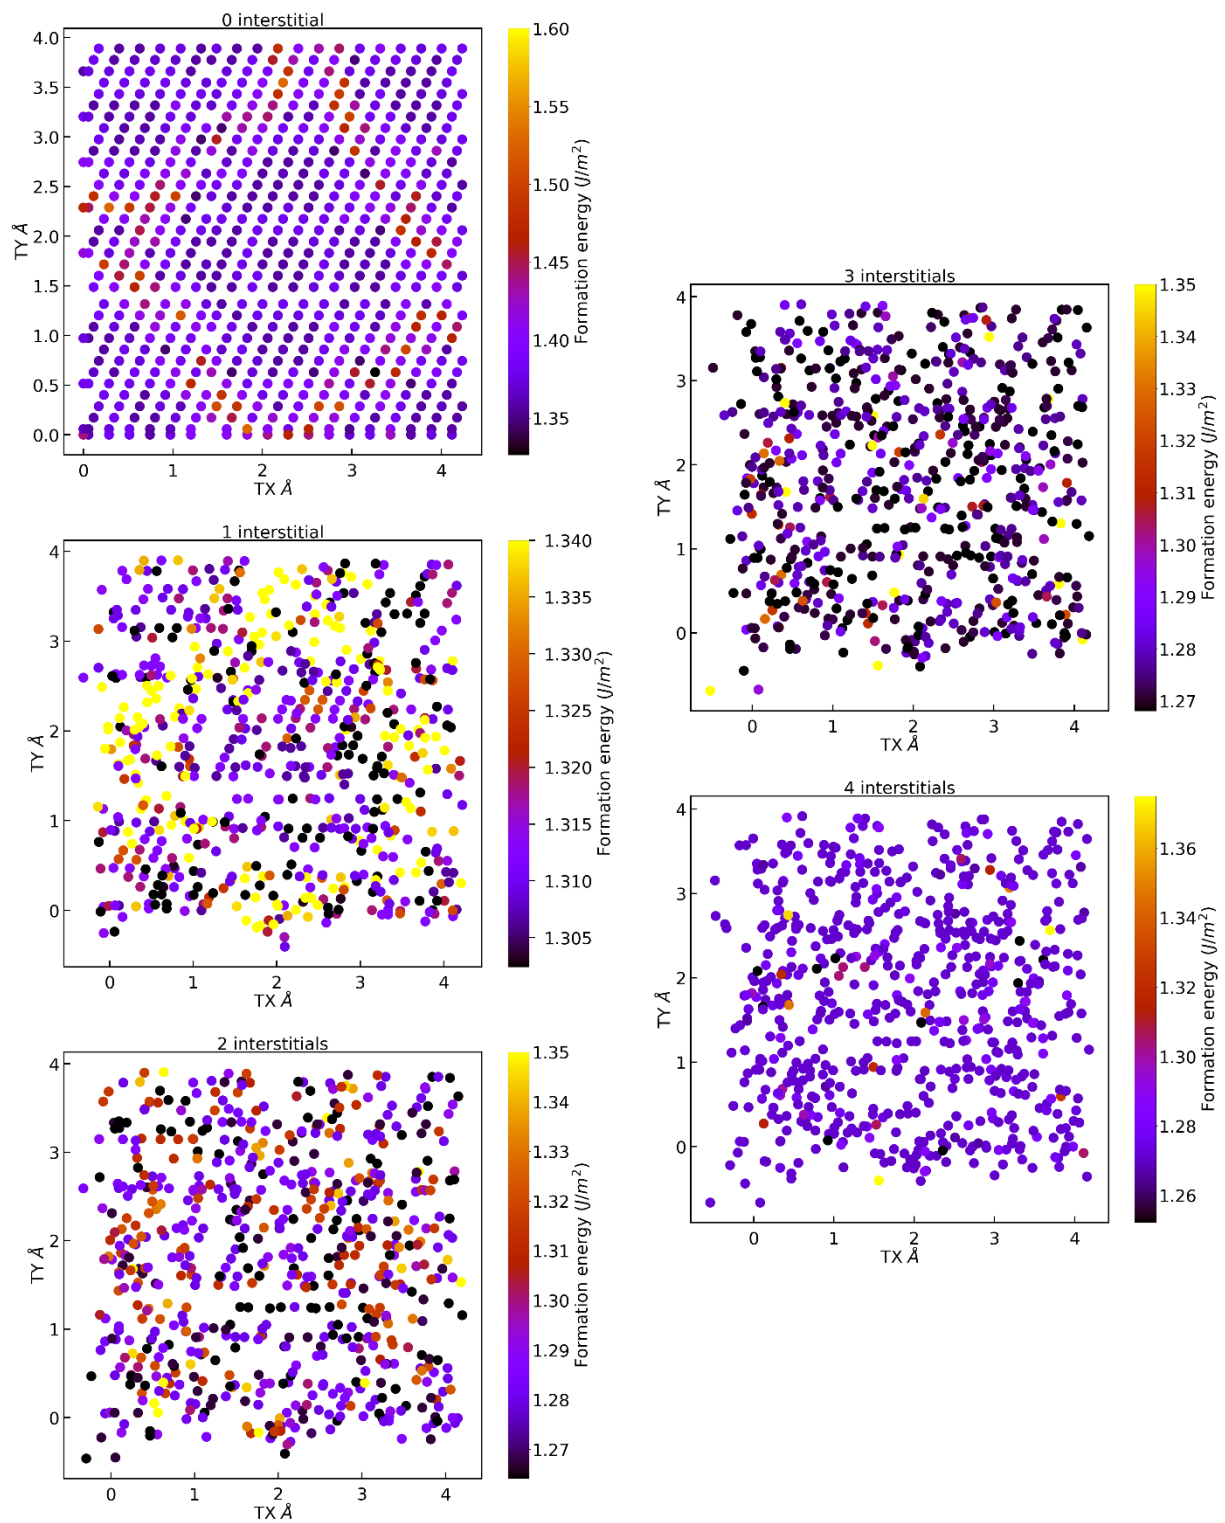 0 interstitial
4.0
3.5
3.0
2.5
2.0
1.5
1.0
0.5
0.0
TY Å
0 1 2 3 4
TX Å
1.60
1.55
1.50
1.45
1.40
1.35
Formation energy (J/m²)
1 interstitial
4
3
2
1
0
TY Å
0 1 2 3 4
TX Å
1.340
1.335
1.330
1.325
1.320
1.315
1.310
1.305
Formation energy (J/m²)
2 interstitials
4
3
2
1
0
TY Å
0 1 2 3 4
TX Å
1.35
1.34
1.33
1.32
1.31
1.30
1.29
1.28
1.27
Formation energy (J/m²)
3 interstitials
4
3
2
1
0
TY Å
0 1 2 3 4
TX Å
1.35
1.34
1.33
1.32
1.31
1.30
1.29
1.28
1.27
Formation energy (J/m²)
4 interstitials
4
3
2
1
0
TY Å
0 1 2 3 4
TX Å
1.36
1.34
1.32
1.30
1.28
1.26
Formation energy (J/m²)